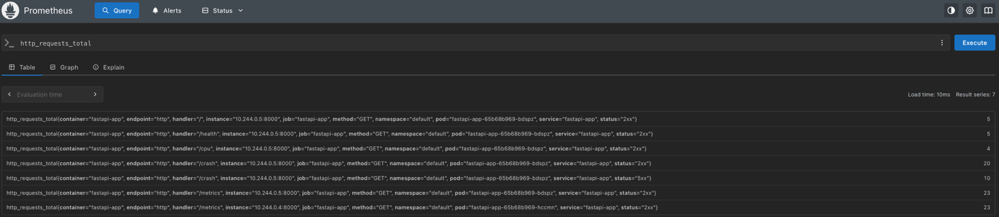 Prometheus Query Alerts Status
http_requests_total Execute
Table Graph Explain
Evaluation time Load time: 10ms Result series: 7
http_requests_total{container="fastapi-app", endpoint="http", handler="/", instance="10.244.0.5:8000", job="fastapi-app", method="GET", namespace="default", pod="fastapi-app-65b68b969-bdspz", service="fastapi-app", status="2xx"} 5
http_requests_total{container="fastapi-app", endpoint="http", handler="/health", instance="10.244.0.5:8000", job="fastapi-app", method="GET", namespace="default", pod="fastapi-app-65b68b969-bdspz", service="fastapi-app", status="2xx"} 5
http_requests_total{container="fastapi-app", endpoint="http", handler="/cpu", instance="10.244.0.5:8000", job="fastapi-app", method="GET", namespace="default", pod="fastapi-app-65b68b969-bdspz", service="fastapi-app", status="2xx"} 4
http_requests_total{container="fastapi-app", endpoint="http", handler="/crash", instance="10.244.0.5:8000", job="fastapi-app", method="GET", namespace="default", pod="fastapi-app-65b68b969-bdspz", service="fastapi-app", status="2xx"} 20
http_requests_total{container="fastapi-app", endpoint="http", handler="/crash", instance="10.244.0.5:8000", job="fastapi-app", method="GET", namespace="default", pod="fastapi-app-65b68b969-bdspz", service="fastapi-app", status="5xx"} 10
http_requests_total{container="fastapi-app", endpoint="http", handler="/metrics", instance="10.244.0.5:8000", job="fastapi-app", method="GET", namespace="default", pod="fastapi-app-65b68b969-bdspz", service="fastapi-app", status="2xx"} 23
http_requests_total{container="fastapi-app", endpoint="http", handler="/metrics", instance="10.244.0.4:8000", job="fastapi-app", method="GET", namespace="default", pod="fastapi-app-65b68b969-hccmn", service="fastapi-app", status="2xx"} 23